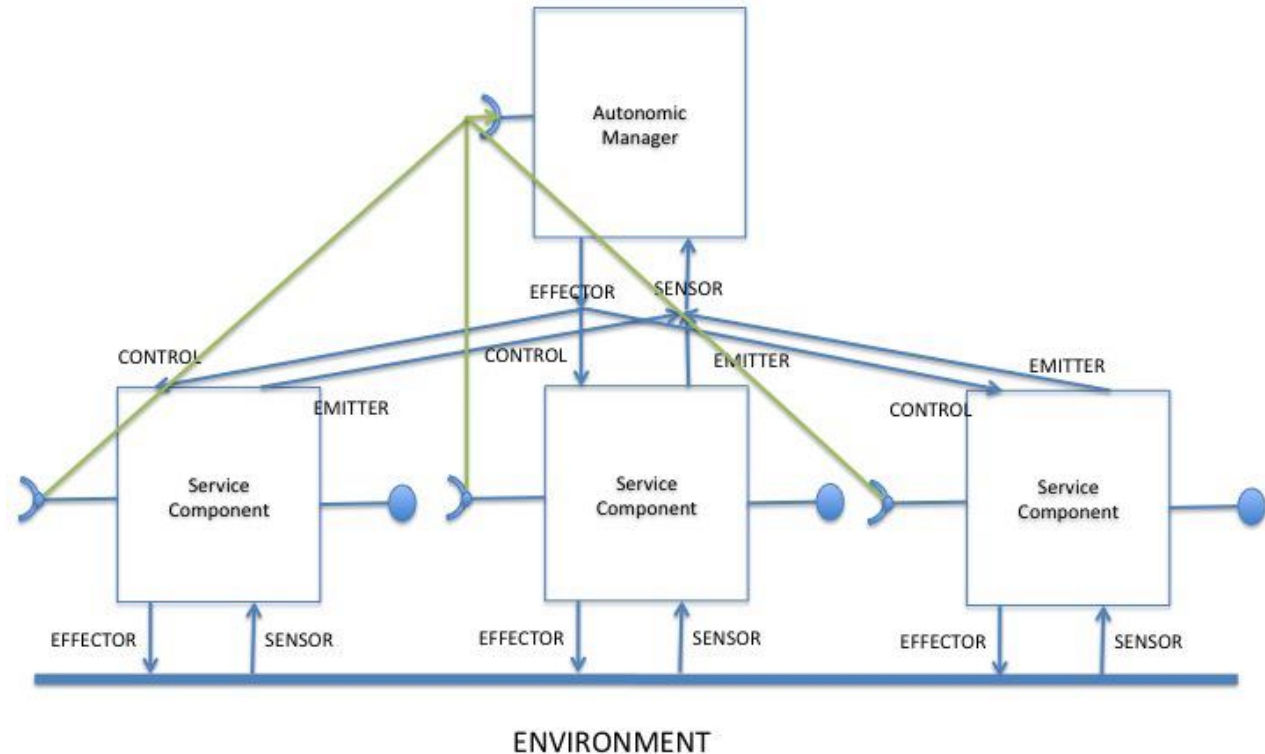 Autonomic
Manager
EFFECTOR
SENSOR
CONTROL
CONTROL
EMITTER
EMITTER
EMITTER
CONTROL
Service
Component
Service
Component
Service
Component
EFFECTOR
SENSOR
EFFECTOR
SENSOR
EFFECTOR
SENSOR
ENVIRONMENT